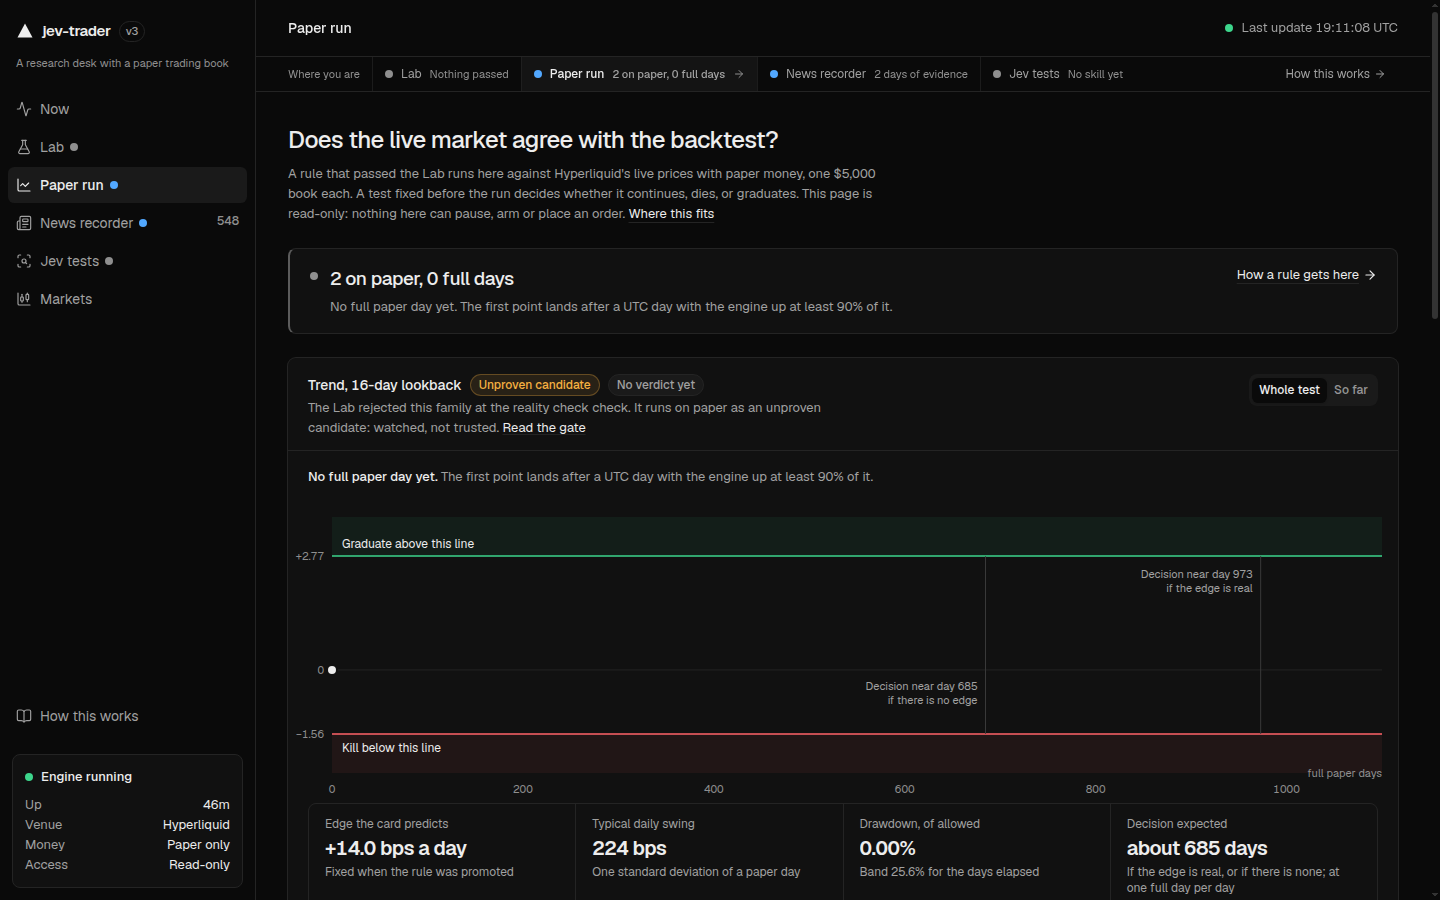 jev-trader v3
A research desk with a paper trading book
Now
Lab
Paper run
News recorder 548
Jev tests
Markets
How this works
Engine running
Up 46m
Venue Hyperliquid
Money Paper only
Access Read-only
Paper run
Last update 19:11:08 UTC
Where you are
Lab Nothing passed
Paper run 2 on paper, 0 full days →
News recorder 2 days of evidence
Jev tests No skill yet
How this works →
Does the live market agree with the backtest?
A rule that passed the Lab runs here against Hyperliquid's live prices with paper money, one $5,000
book each. A test fixed before the run decides whether it continues, dies, or graduates. This page is
read-only: nothing here can pause, arm or place an order. Where this fits
2 on paper, 0 full days
No full paper day yet. The first point lands after a UTC day with the engine up at least 90% of it.
How a rule gets here →
Trend, 16-day lookback Unproven candidate No verdict yet
The Lab rejected this family at the reality check check. It runs on paper as an unproven
candidate: watched, not trusted. Read the gate
Whole test So far
No full paper day yet. The first point lands after a UTC day with the engine up at least 90% of it.
Graduate above this line
+2.77
Decision near day 973
if the edge is real
0
Decision near day 685
if there is no edge
−1.56
Kill below this line
full paper days
0 200 400 600 800 1000
Edge the card predicts
+14.0 bps a day
Fixed when the rule was promoted
Typical daily swing
224 bps
One standard deviation of a paper day
Drawdown, of allowed
0.00%
Band 25.6% for the days elapsed
Decision expected
about 685 days
If the edge is real, or if there is none; at
one full day per day